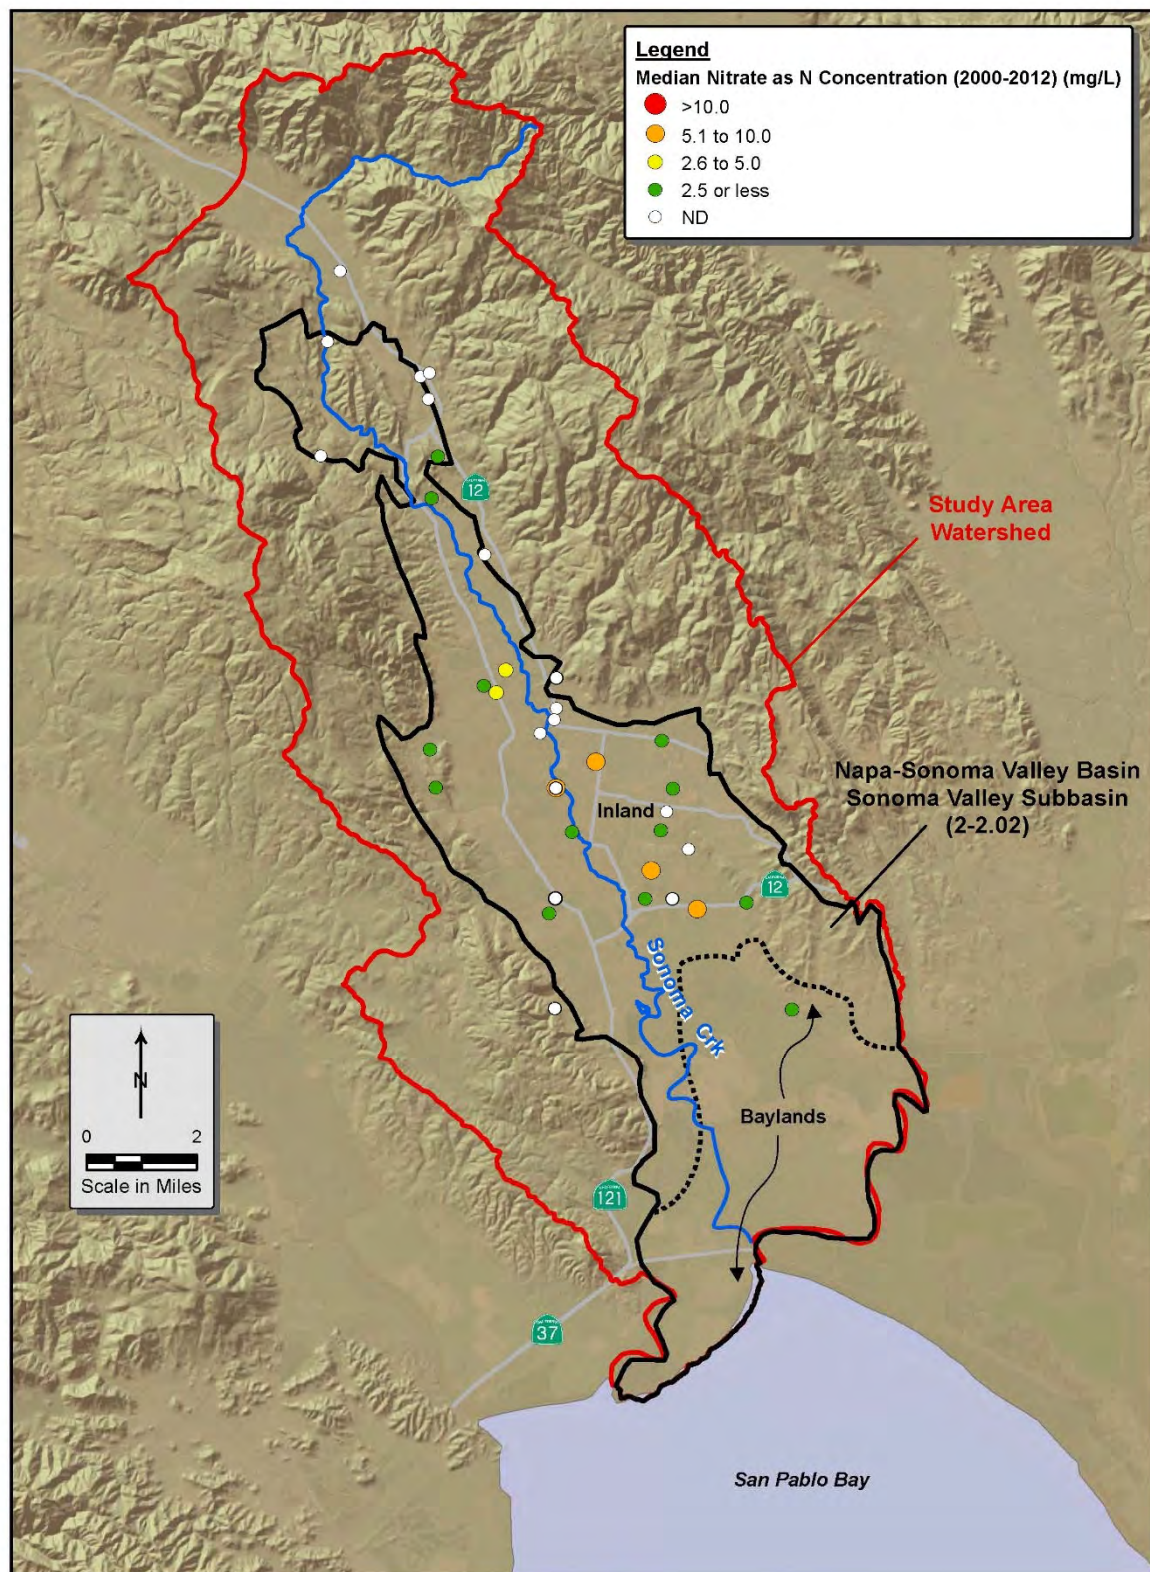 Legend
Median Nitrate as N Concentration (2000-2012) (mg/L)
>10.0
5.1 to 10.0
2.6 to 5.0
2.5 or less
ND
12
Study Area
Watershed
Napa-Sonoma Valley Basin
Sonoma Valley Subbasin
(2-2.02)
Inland
12
Sonoma Crk
N
0 2
Scale in Miles
Baylands
121
37
San Pablo Bay